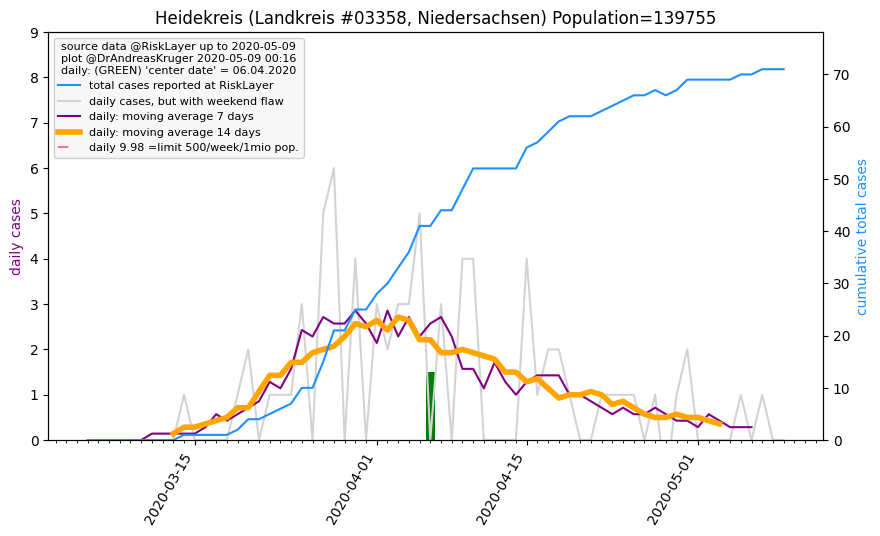 Heidekreis (Landkreis #03358, Niedersachsen) Population=139755
source data @RiskLayer up to 2020-05-09
plot @DrAndreasKruger 2020-05-09 00:16
daily: (GREEN) 'center date' = 06.04.2020
total cases reported at RiskLayer
daily cases, but with weekend flaw
daily: moving average 7 days
daily: moving average 14 days
daily 9.98 =limit 500/week/1mio pop.
daily cases
9
8
7
6
5
4
3
2
1
0
70
60
50
40
30
20
10
0
cumulative total cases
2020-03-15
2020-04-01
2020-04-15
2020-05-01